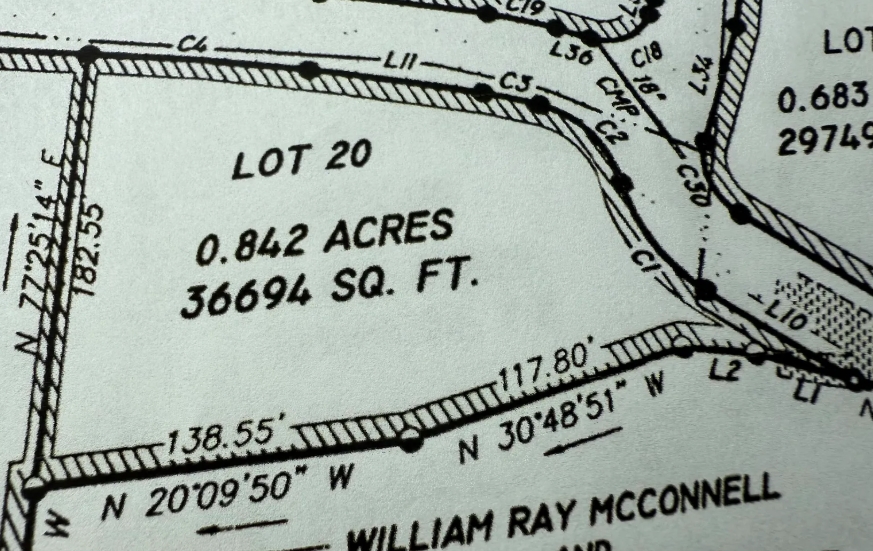 C19
L36
C18
18"
CMP
L34
LOT
0.683
29749
C4
L11
C3
C2
C30
LOT 20
0.842 ACRES
36694 SQ. FT.
N 77°25'14" E
182.55'
C1
L10
L2
L1
117.80'
N 30°48'51" W
138.55'
N 20°09'50" W
W
WILLIAM RAY MCCONNELL
AND